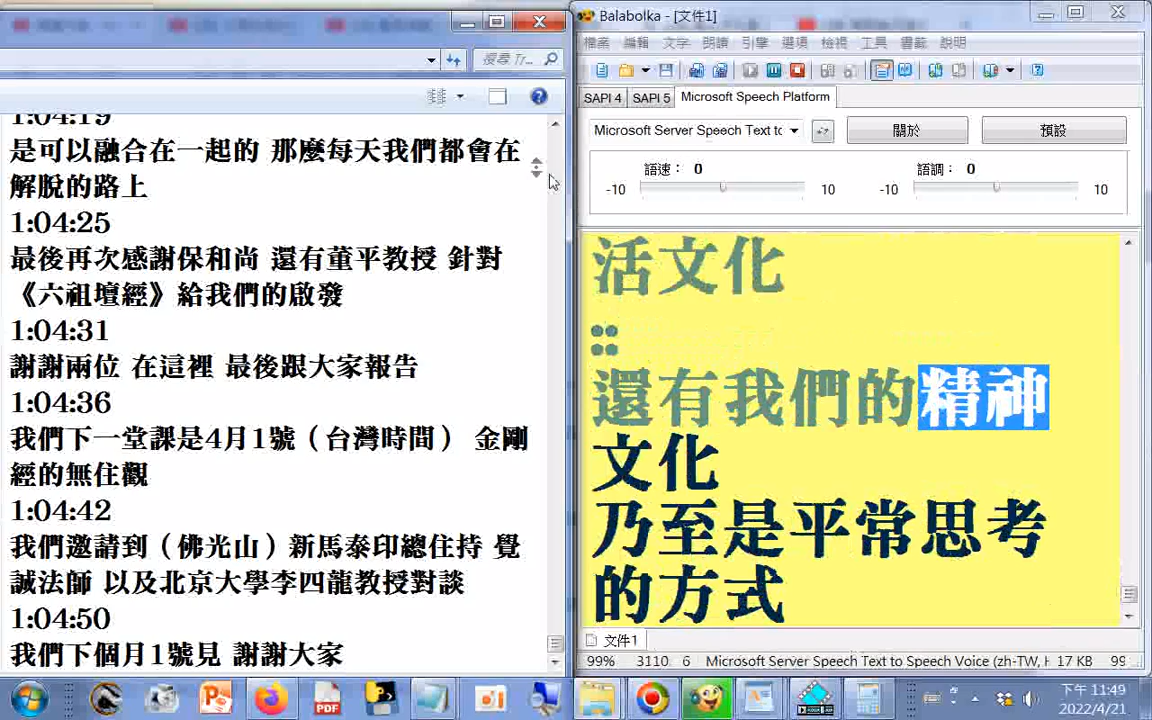 搜尋 Tr...
1:04:19
是可以融合在一起的 那麼每天我們都會在
解脫的路上
1:04:25
最後再次感謝保和尚 還有董平教授 針對
《六祖壇經》給我們的啟發
1:04:31
謝謝兩位 在這裡 最後跟大家報告
1:04:36
我們下一堂課是4月1號（台灣時間） 金剛
經的無住觀
1:04:42
我們邀請到（佛光山）新馬泰印總住持 覺
誠法師 以及北京大學李四龍教授對談
1:04:50
我們下個月1號見 謝謝大家
Balabolka - [文件1]
檔案 編輯 文字 朗讀 引擎 選項 檢視 工具 書籤 說明
SAPI 4 SAPI 5 Microsoft Speech Platform
Microsoft Server Speech Text to 關於 預設
語速： 0 語調： 0
-10 10 -10 10
活文化
還有我們的精神
文化
乃至是平常思考
的方式
文件1
99% 3110 6 Microsoft Server Speech Text to Speech Voice (zh-TW, H 17 KB 99
PDF
下午 11:49
2022/4/21